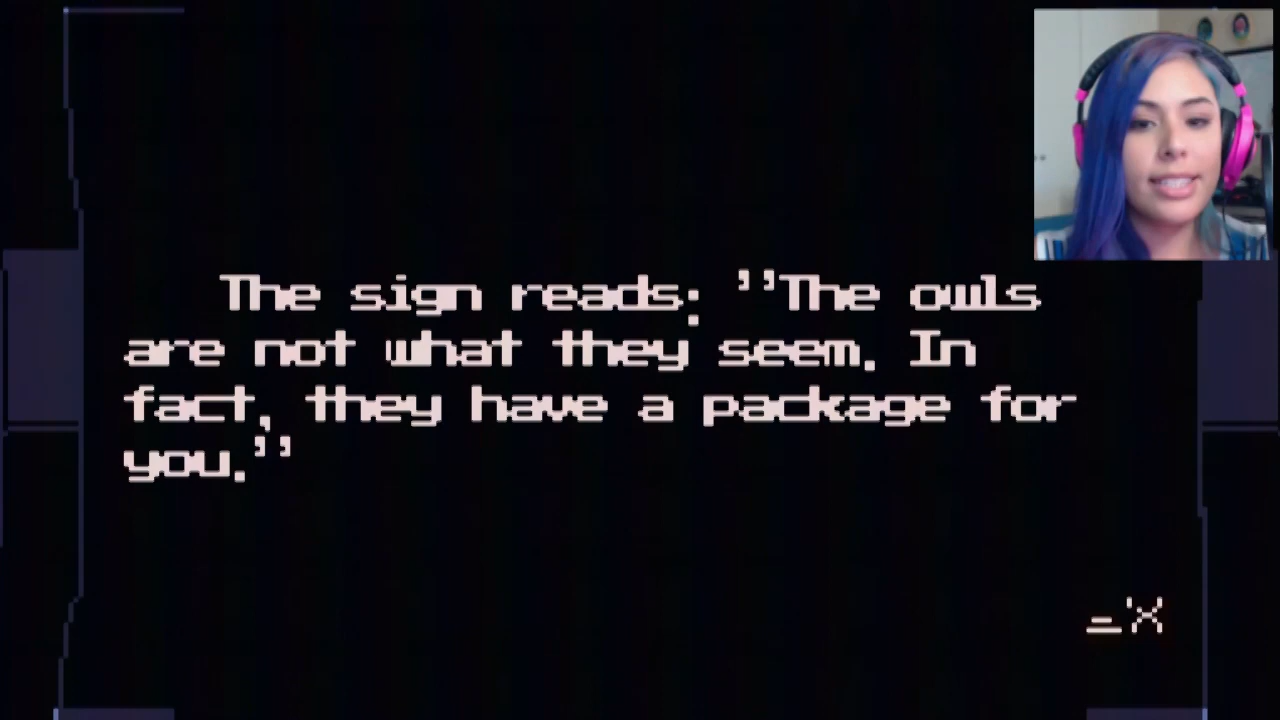 The sign reads: ''The owls
are not what they seem. In
fact, they have a package for
you.''